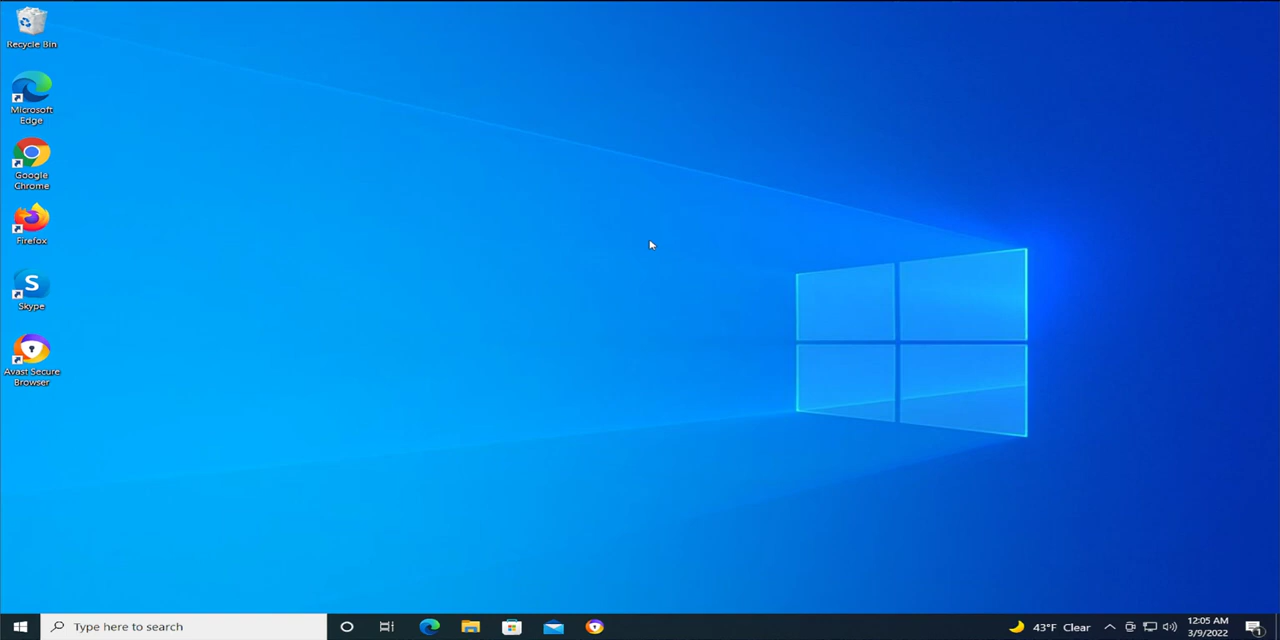 Recycle Bin
Microsoft
Edge
Google
Chrome
Firefox
S
Skype
Avast Secure
Browser
Type here to search
43°F Clear
12:05 AM
3/9/2022
1